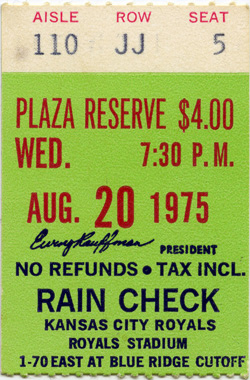 AISLE ROW SEAT
110 JJ 5
PLAZA RESERVE $4.00
WED. 7:30 P.M.
AUG. 20 1975
Ewing Kauffman PRESIDENT
NO REFUNDS • TAX INCL.
RAIN CHECK
KANSAS CITY ROYALS
ROYALS STADIUM
1-70 EAST AT BLUE RIDGE CUTOFF